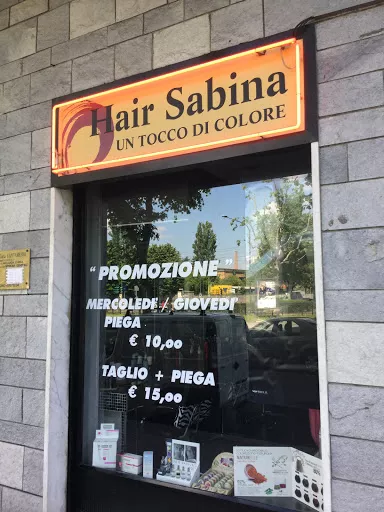 Hair Sabina
UN TOCCO DI COLORE
" PROMOZIONE "
MERCOLEDI / GIOVEDI'
PIEGA
€ 10,00
TAGLIO + PIEGA
€ 15,00